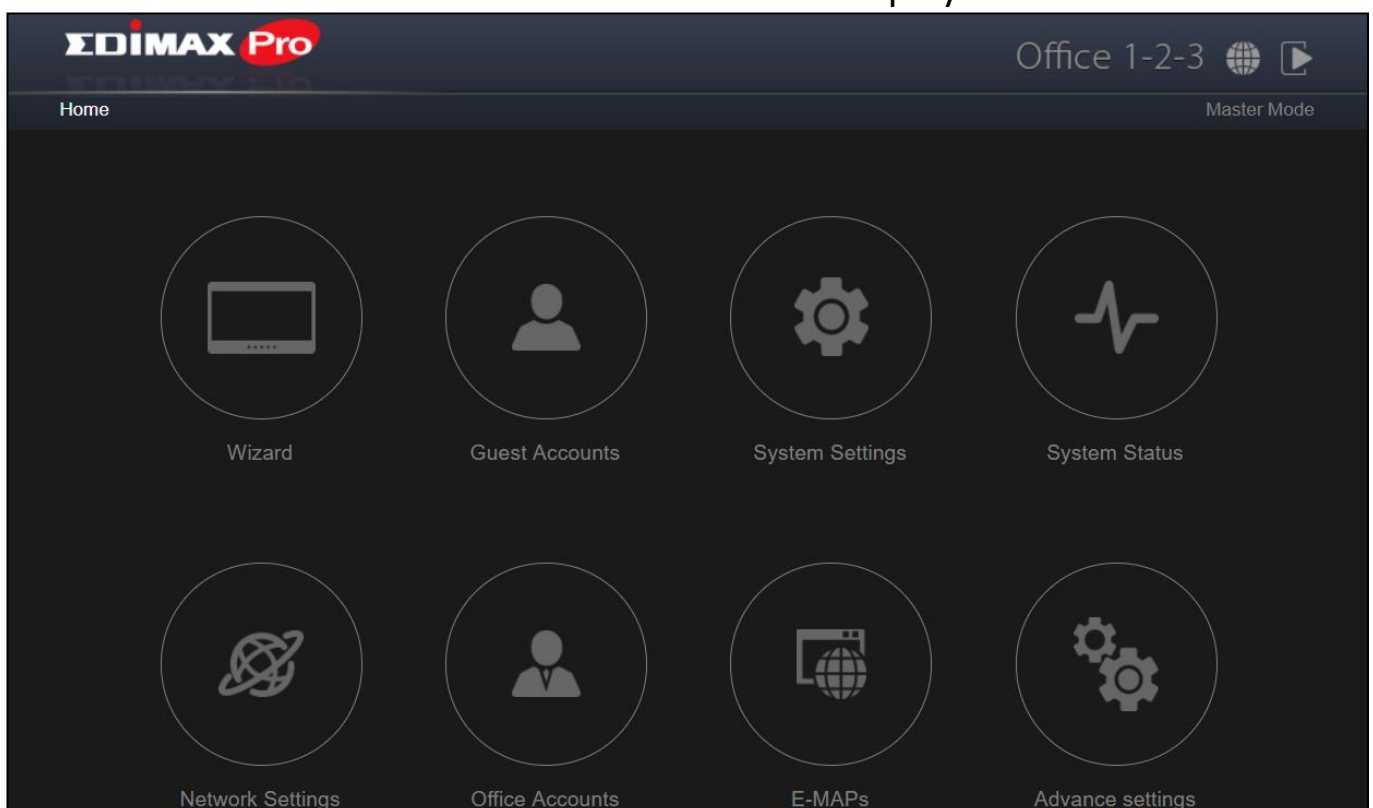 EDIMAX Pro
Office 1-2-3
Home
Master Mode
Wizard
Guest Accounts
System Settings
System Status
Network Settings
Office Accounts
E-MAPs
Advance settings